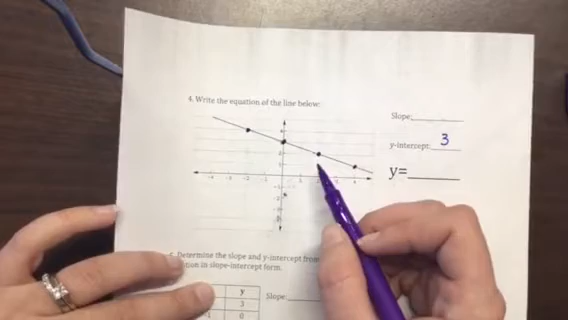 4. Write the equation of the line below:
Slope:
y-intercept: 3
y=
Determine the slope and y-intercept from
in slope-intercept form.
y
Slope:
3
-1 0